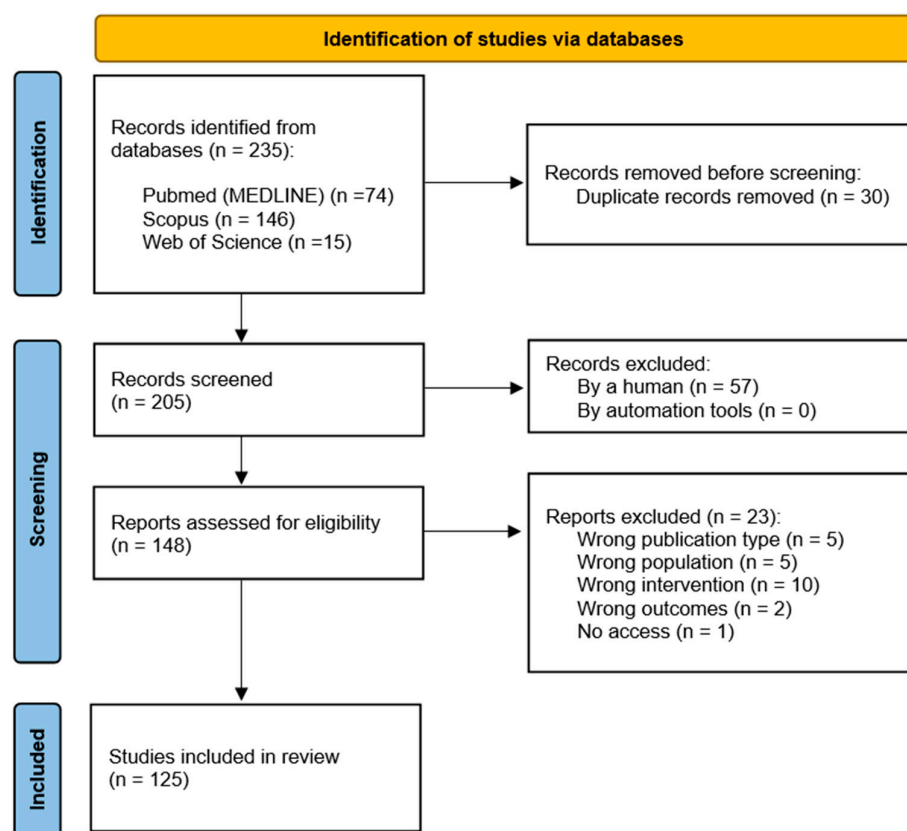 Identification of studies via databases
Identification
Records identified from
databases (n = 235):
Pubmed (MEDLINE) (n =74)
Scopus (n = 146)
Web of Science (n =15)
Records removed before screening:
Duplicate records removed (n = 30)
Screening
Records screened
(n = 205)
Records excluded:
By a human (n = 57)
By automation tools (n = 0)
Reports assessed for eligibility
(n = 148)
Reports excluded (n = 23):
Wrong publication type (n = 5)
Wrong population (n = 5)
Wrong intervention (n = 10)
Wrong outcomes (n = 2)
No access (n = 1)
Included
Studies included in review
(n = 125)